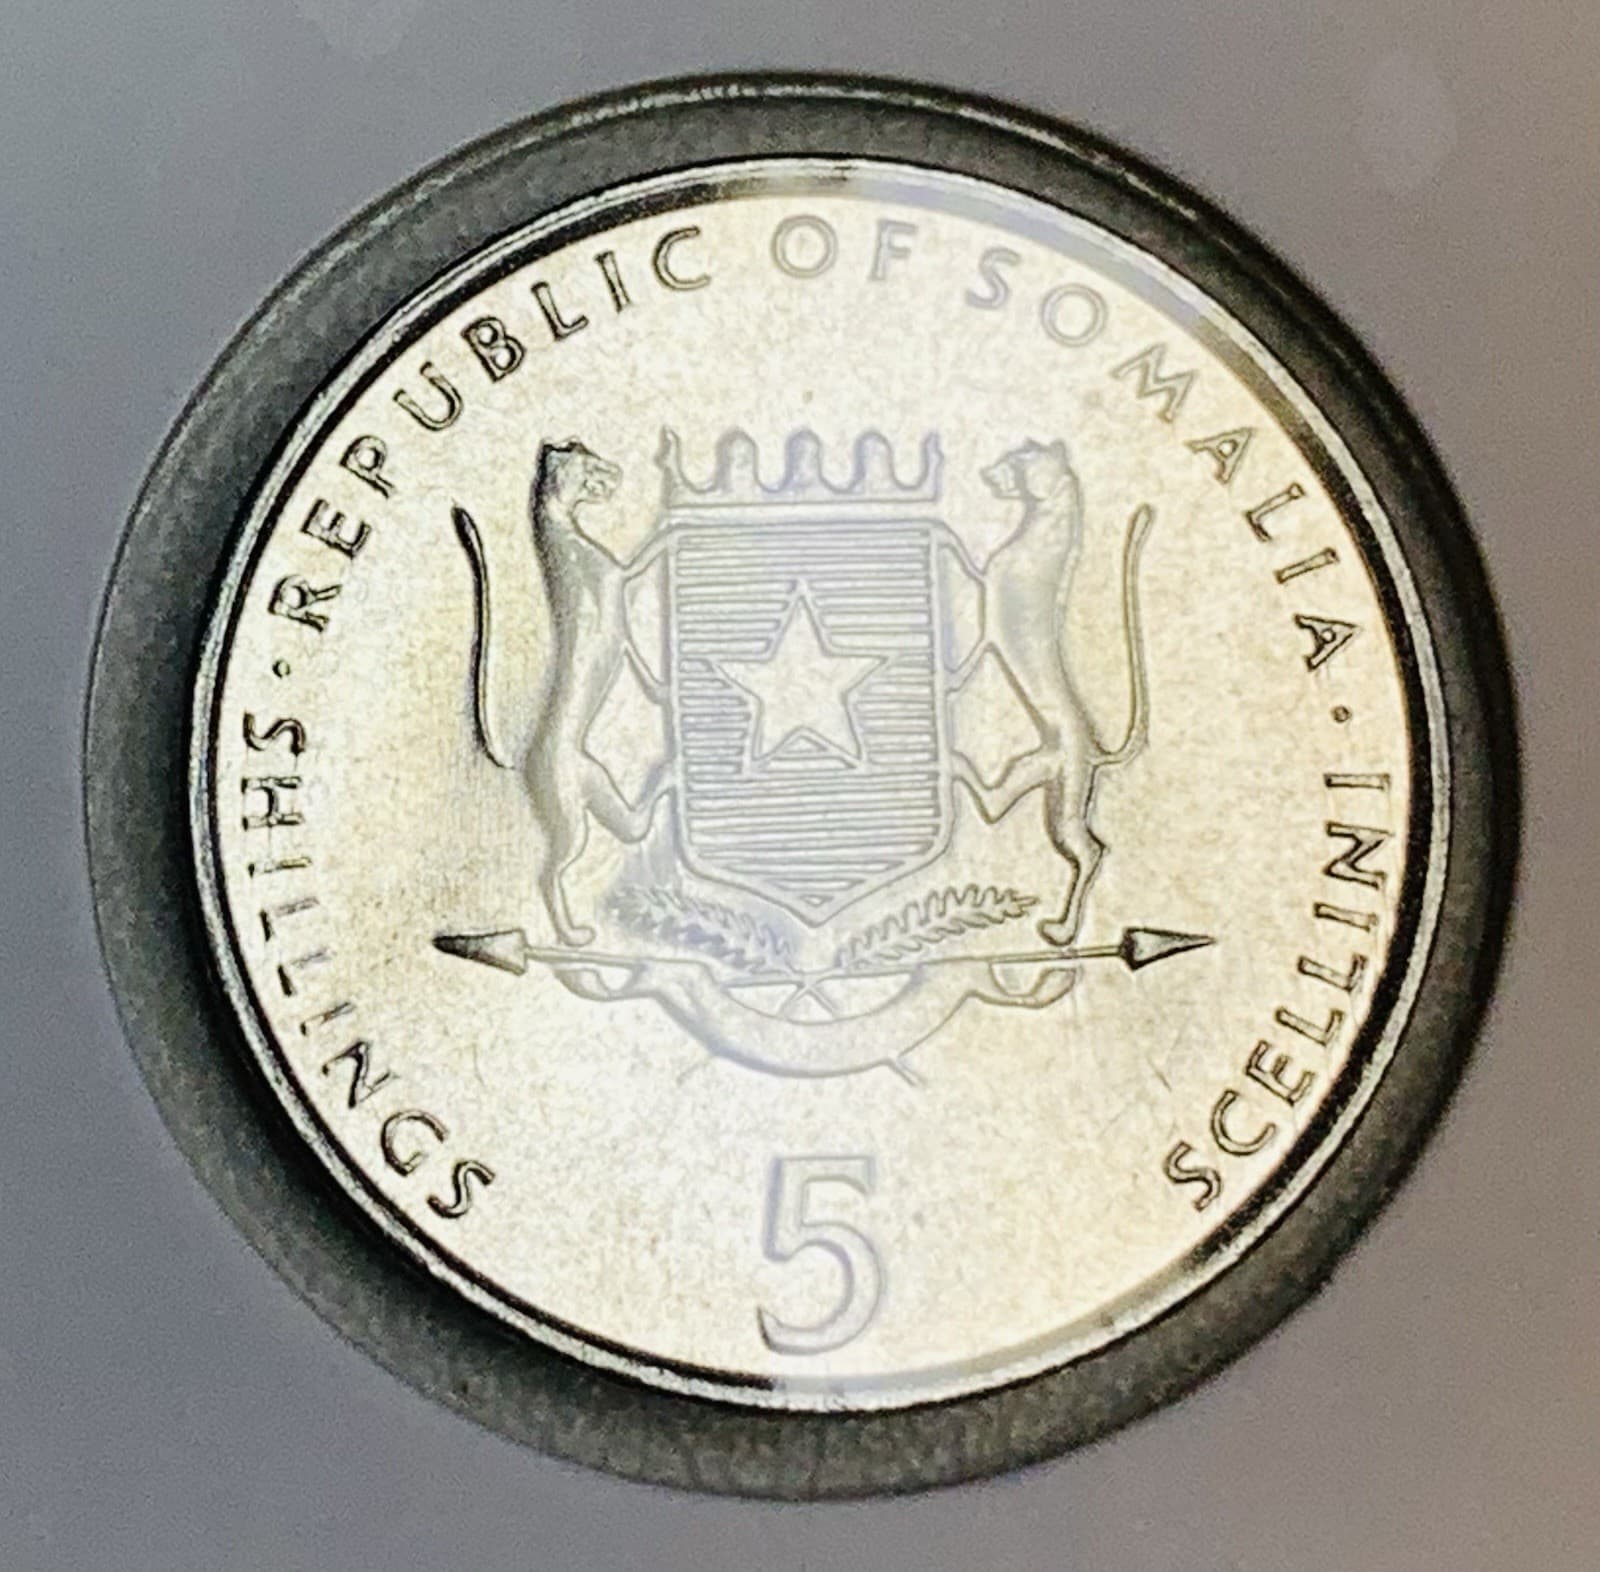 · REPUBLIC OF SOMALIA ·
SHILLINGS
5
SCELLINI